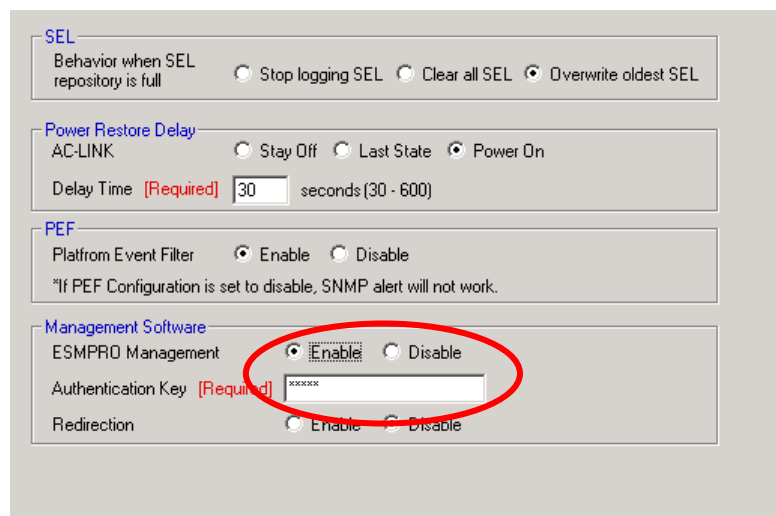 SEL
Behavior when SEL
repository is full
Stop logging SEL Clear all SEL Overwrite oldest SEL
Power Restore Delay
AC-LINK Stay Off Last State Power On
Delay Time [Required] 30 seconds (30 - 600)
PEF
Platfrom Event Filter Enable Disable
*If PEF Configuration is set to disable, SNMP alert will not work.
Management Software
ESMPRO Management Enable Disable
Authentication Key [Required] *****
Redirection Enable Disable